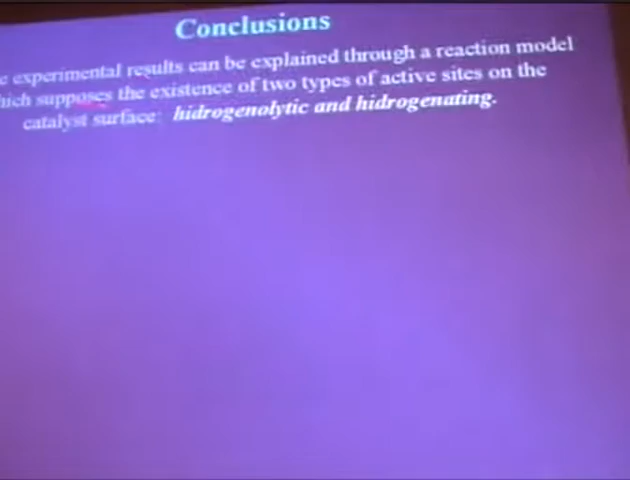 Conclusions
experimental results can be explained through a reaction model
supposes the existence of two types of active sites on the
catalyst surface: hidrogenolytic and hidrogenating.